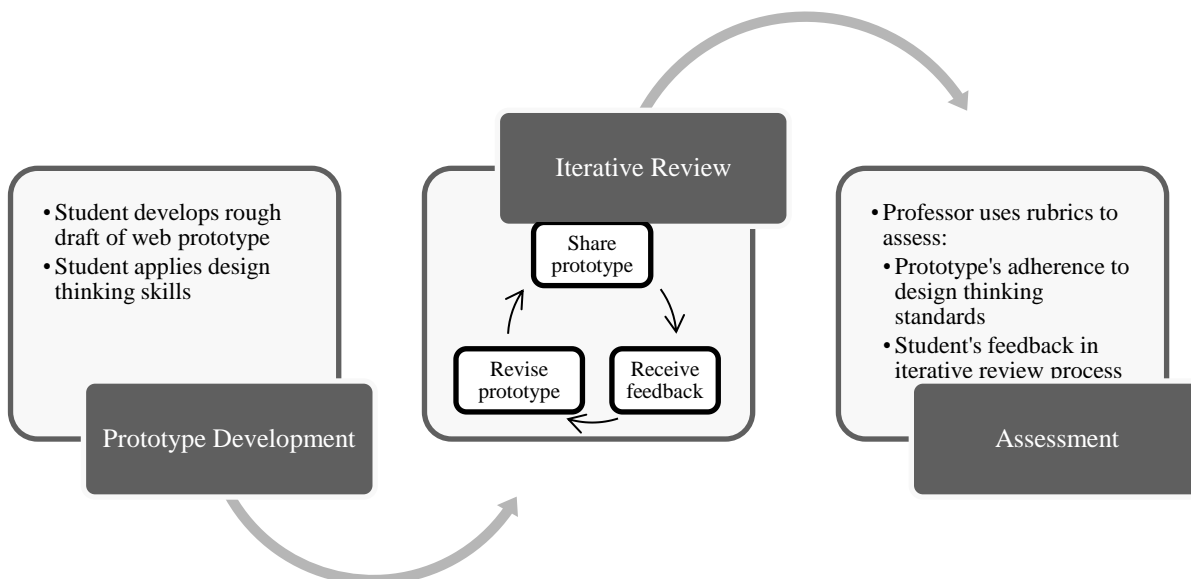 • Student develops rough
draft of web prototype
• Student applies design
thinking skills
Prototype Development
Iterative Review
Share
prototype
Receive
feedback
Revise
prototype
• Professor uses rubrics to
assess:
• Prototype's adherence to
design thinking
standards
• Student's feedback in
iterative review process
Assessment